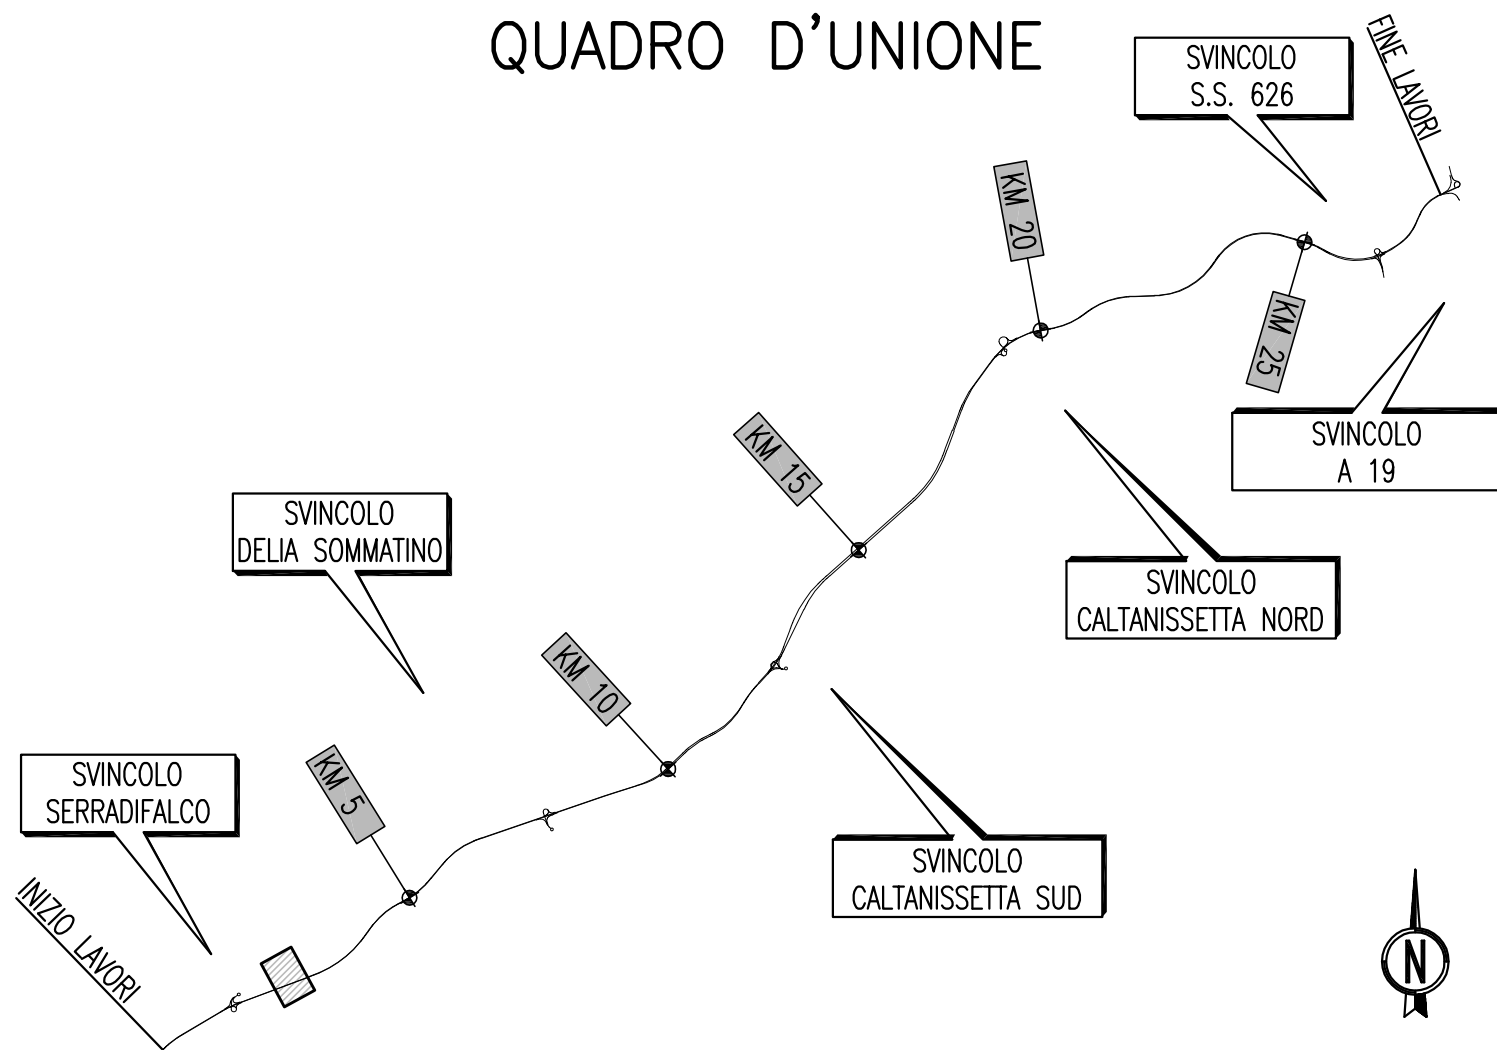 QUADRO D'UNIONE
SVINCOLO
S.S. 626
FINE LAVORI
KM 20
KM 25
SVINCOLO
A 19
KM 15
SVINCOLO
DELIA SOMMATINO
SVINCOLO
CALTANISSETTA NORD
KM 10
SVINCOLO
SERRADIFALCO
KM 5
SVINCOLO
CALTANISSETTA SUD
INIZIO LAVORI
N